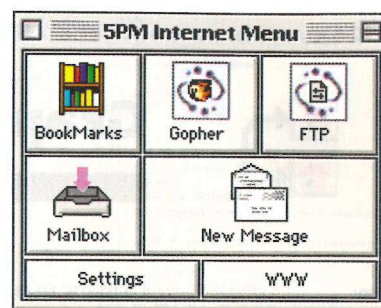 5PM Internet Menu
BookMarks
Gopher
FTP
Mailbox
New Message
Settings
WWW